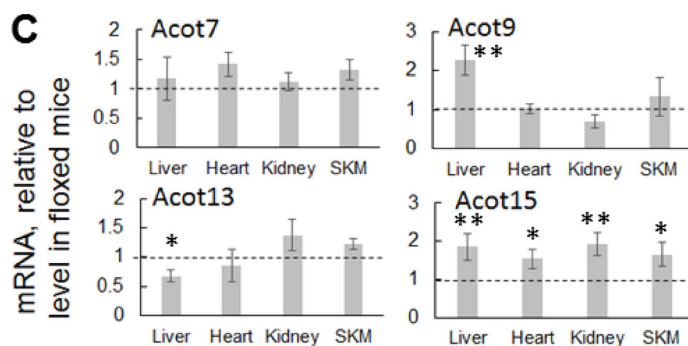 C
mRNA, relative to
level in floxed mice
Acot7
2
1.5
1
0.5
0
Liver Heart Kidney SKM
Acot9
3
2
1
0
**
Liver Heart Kidney SKM
Acot13
2
1.5
1
0.5
0
*
Liver Heart Kidney SKM
Acot15
3
2
1
0
** * ** *
Liver Heart Kidney SKM